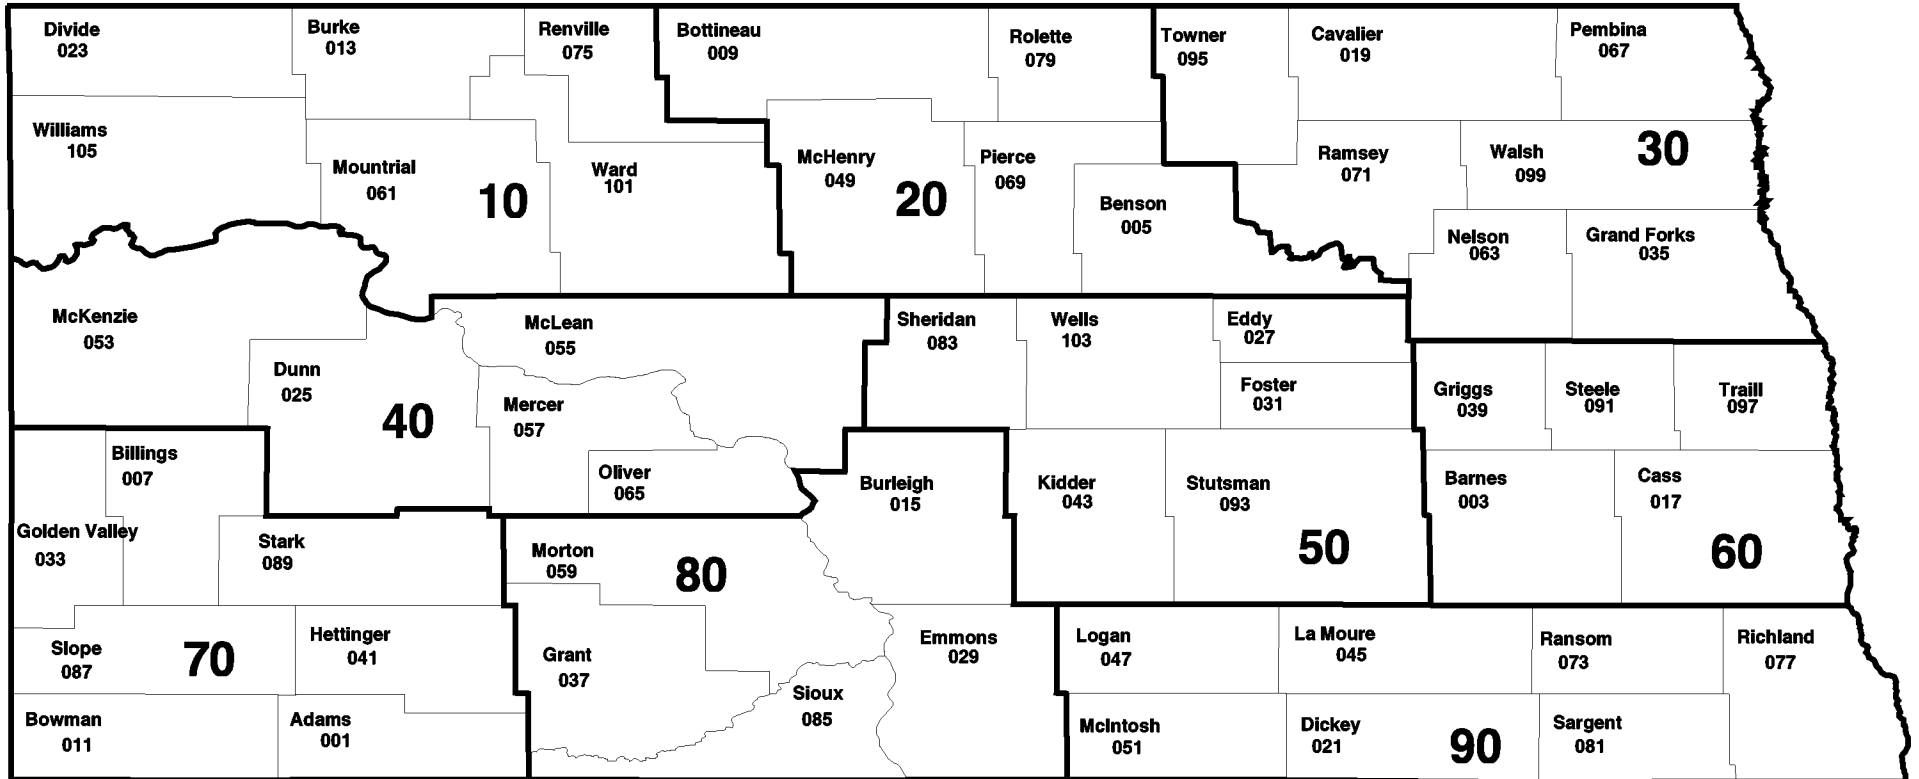 Divide
023
Burke
013
Renville
075
Bottineau
009
Rolette
079
Towner
095
Cavalier
019
Pembina
067
Williams
105
Mountrial
061
10
Ward
101
McHenry
049
20
Pierce
069
Benson
005
Ramsey
071
Walsh
099
30
Nelson
063
Grand Forks
035
McKenzie
053
Dunn
025
40
McLean
055
Mercer
057
Oliver
065
Sheridan
083
Wells
103
Eddy
027
Foster
031
Griggs
039
Steele
091
Traill
097
Billings
007
Golden Valley
033
Stark
089
Burleigh
015
Kidder
043
Stutsman
093
50
Barnes
003
Cass
017
60
Morton
059
80
Slope
087
70
Hettinger
041
Grant
037
Sioux
085
Emmons
029
Logan
047
La Moure
045
Ransom
073
Richland
077
Bowman
011
Adams
001
McIntosh
051
Dickey
021
90
Sargent
081